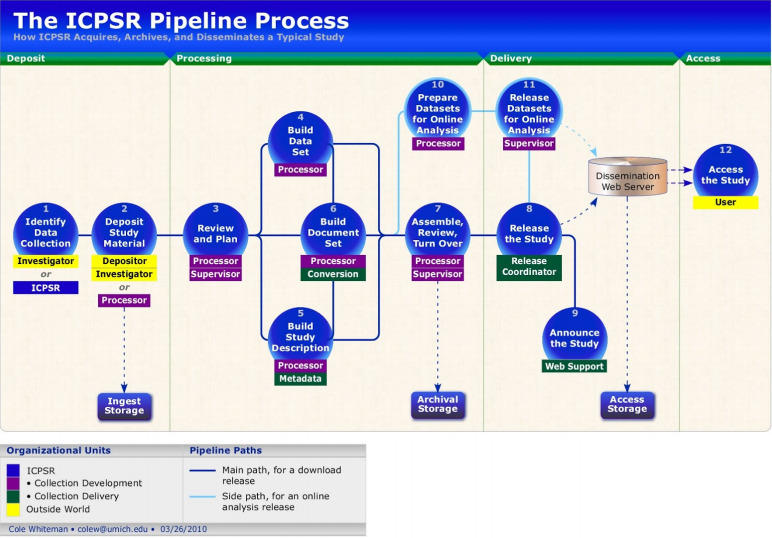 The ICPSR Pipeline Process
How ICPSR Acquires, Archives, and Disseminates a Typical Study
Deposit
Processing
Delivery
Access
1
Identify
Data
Collection
Investigator
or
ICPSR
2
Deposit
Study
Material
Depositor
Investigator
or
Processor
Ingest
Storage
3
Review
and Plan
Processor
Supervisor
4
Build
Data
Set
Processor
6
Build
Document
Set
Processor
Conversion
5
Build
Study
Description
Processor
Metadata
10
Prepare
Datasets
for Online
Analysis
Processor
7
Assemble,
Review,
Turn Over
Processor
Supervisor
Archival
Storage
11
Release
Datasets
for Online
Analysis
Supervisor
8
Release
the Study
Release
Coordinator
9
Announce
the Study
Web Support
Dissemination
Web Server
Access
Storage
12
Access
the Study
User
Organizational Units
ICPSR
• Collection Development
• Collection Delivery
Outside World
Pipeline Paths
Main path, for a download
release
Side path, for an online
analysis release
Cole Whiteman • colew@umich.edu • 03/26/2010